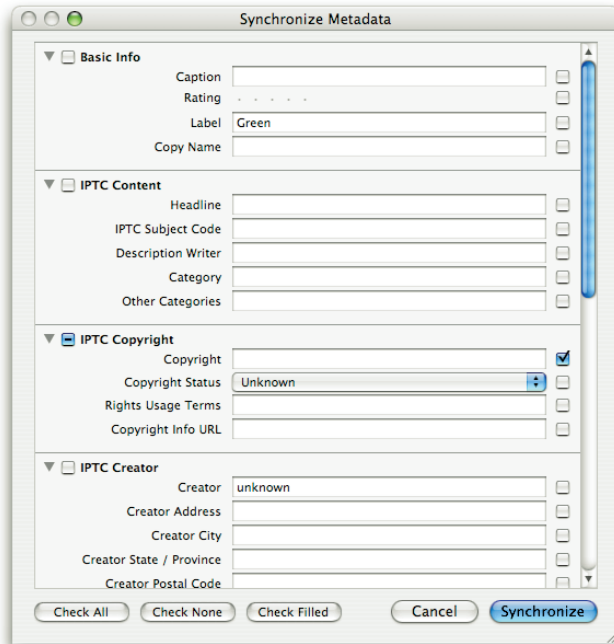 Synchronize Metadata
Basic Info
Caption
Rating
Label Green
Copy Name
IPTC Content
Headline
IPTC Subject Code
Description Writer
Category
Other Categories
IPTC Copyright
Copyright
Copyright Status Unknown
Rights Usage Terms
Copyright Info URL
IPTC Creator
Creator unknown
Creator Address
Creator City
Creator State / Province
Creator Postal Code
Check All Check None Check Filled Cancel Synchronize